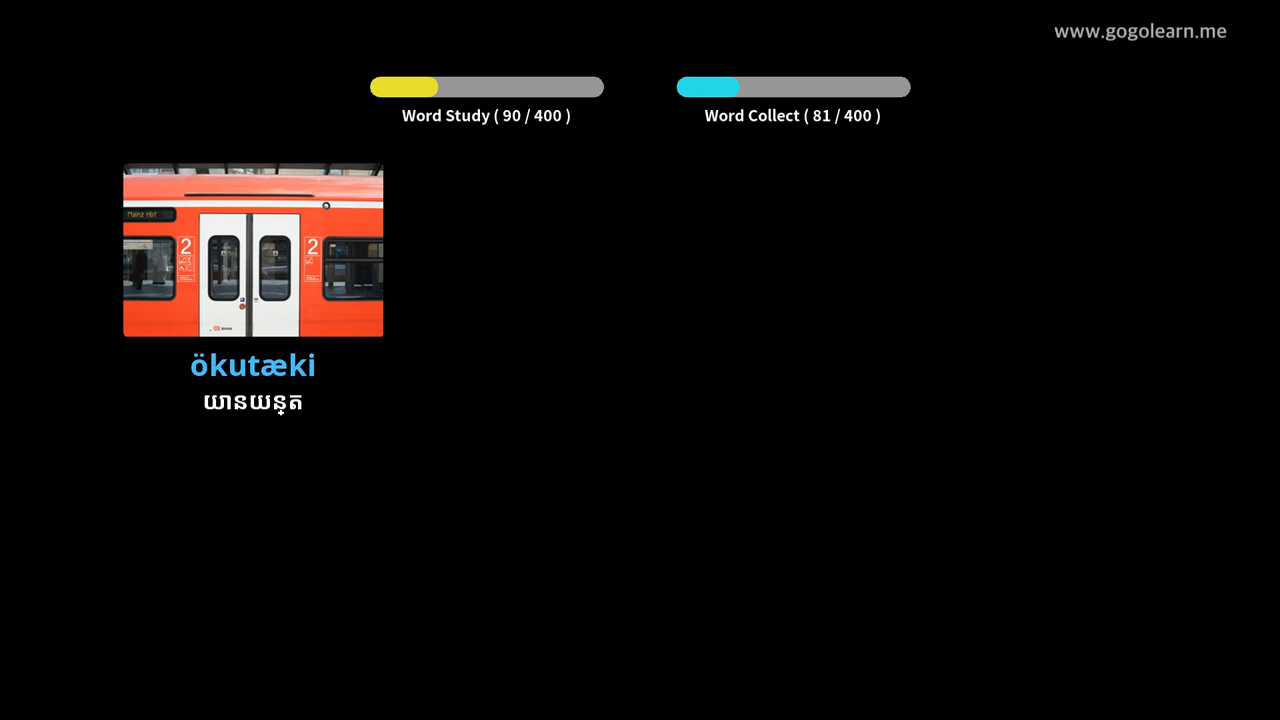 www.gogolearn.me
Word Study ( 90 / 400 )
Word Collect ( 81 / 400 )
Mainz Hbf
2
2
ökutæki
យានយន្ត